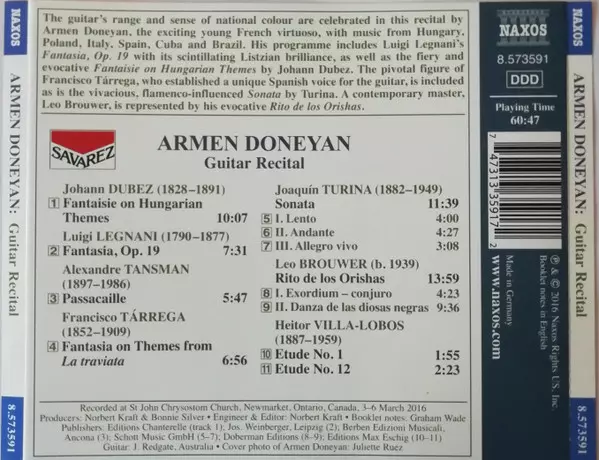 NAXOS
ARMEN DONEYAN: Guitar Recital
8.573591
The guitar's range and sense of national colour are celebrated in this recital by
Armen Doneyan, the exciting young French virtuoso, with music from Hungary,
Poland, Italy, Spain, Cuba and Brazil. His programme includes Luigi Legnani's
Fantasia, Op. 19 with its scintillating Listzian brilliance, as well as the fiery and
evocative Fantaisie on Hungarian Themes by Johann Dubez. The pivotal figure of
Francisco Tárrega, who established a unique Spanish voice for the guitar, is included
as is the vivacious, flamenco-influenced Sonata by Turina. A contemporary master,
Leo Brouwer, is represented by his evocative Rito de los Orishas.
SAVAREZ
ARMEN DONEYAN
Guitar Recital
Johann DUBEZ (1828–1891)
1 Fantaisie on Hungarian
Themes 10:07
Luigi LEGNANI (1790–1877)
2 Fantasia, Op. 19 7:31
Alexandre TANSMAN
(1897–1986)
3 Passacaille 5:47
Francisco TÁRREGA
(1852–1909)
4 Fantasia on Themes from
La traviata 6:56
Joaquín TURINA (1882–1949)
Sonata 11:39
5 I. Lento 4:00
6 II. Andante 4:27
7 III. Allegro vivo 3:08
Leo BROUWER (b. 1939)
Rito de los Orishas 13:59
8 I. Exordium – conjuro 4:23
9 II. Danza de las diosas negras 9:36
Heitor VILLA-LOBOS
(1887–1959)
10 Etude No. 1 1:55
11 Etude No. 12 2:23
Recorded at St John Chrysostom Church, Newmarket, Ontario, Canada, 3–6 March 2016
Producers: Norbert Kraft & Bonnie Silver • Engineer & Editor: Norbert Kraft • Booklet notes: Graham Wade
Publishers: Editions Chanterelle (track 1); Jos. Weinberger, Leipzig (2); Berben Edizioni Musicali,
Ancona (3); Schott Music GmbH (5–7); Doberman Editions (8–9); Editions Max Eschig (10–11)
Guitar: J. Redgate, Australia • Cover photo of Armen Doneyan: Juliette Ruez
NAXOS
8.573591
DDD
Playing Time
60:47
7 47313 35917 2
℗ & © 2016 Naxos Rights US, Inc.
Booklet notes in English
Made in Germany
www.naxos.com
NAXOS
ARMEN DONEYAN: Guitar Recital
8.573591